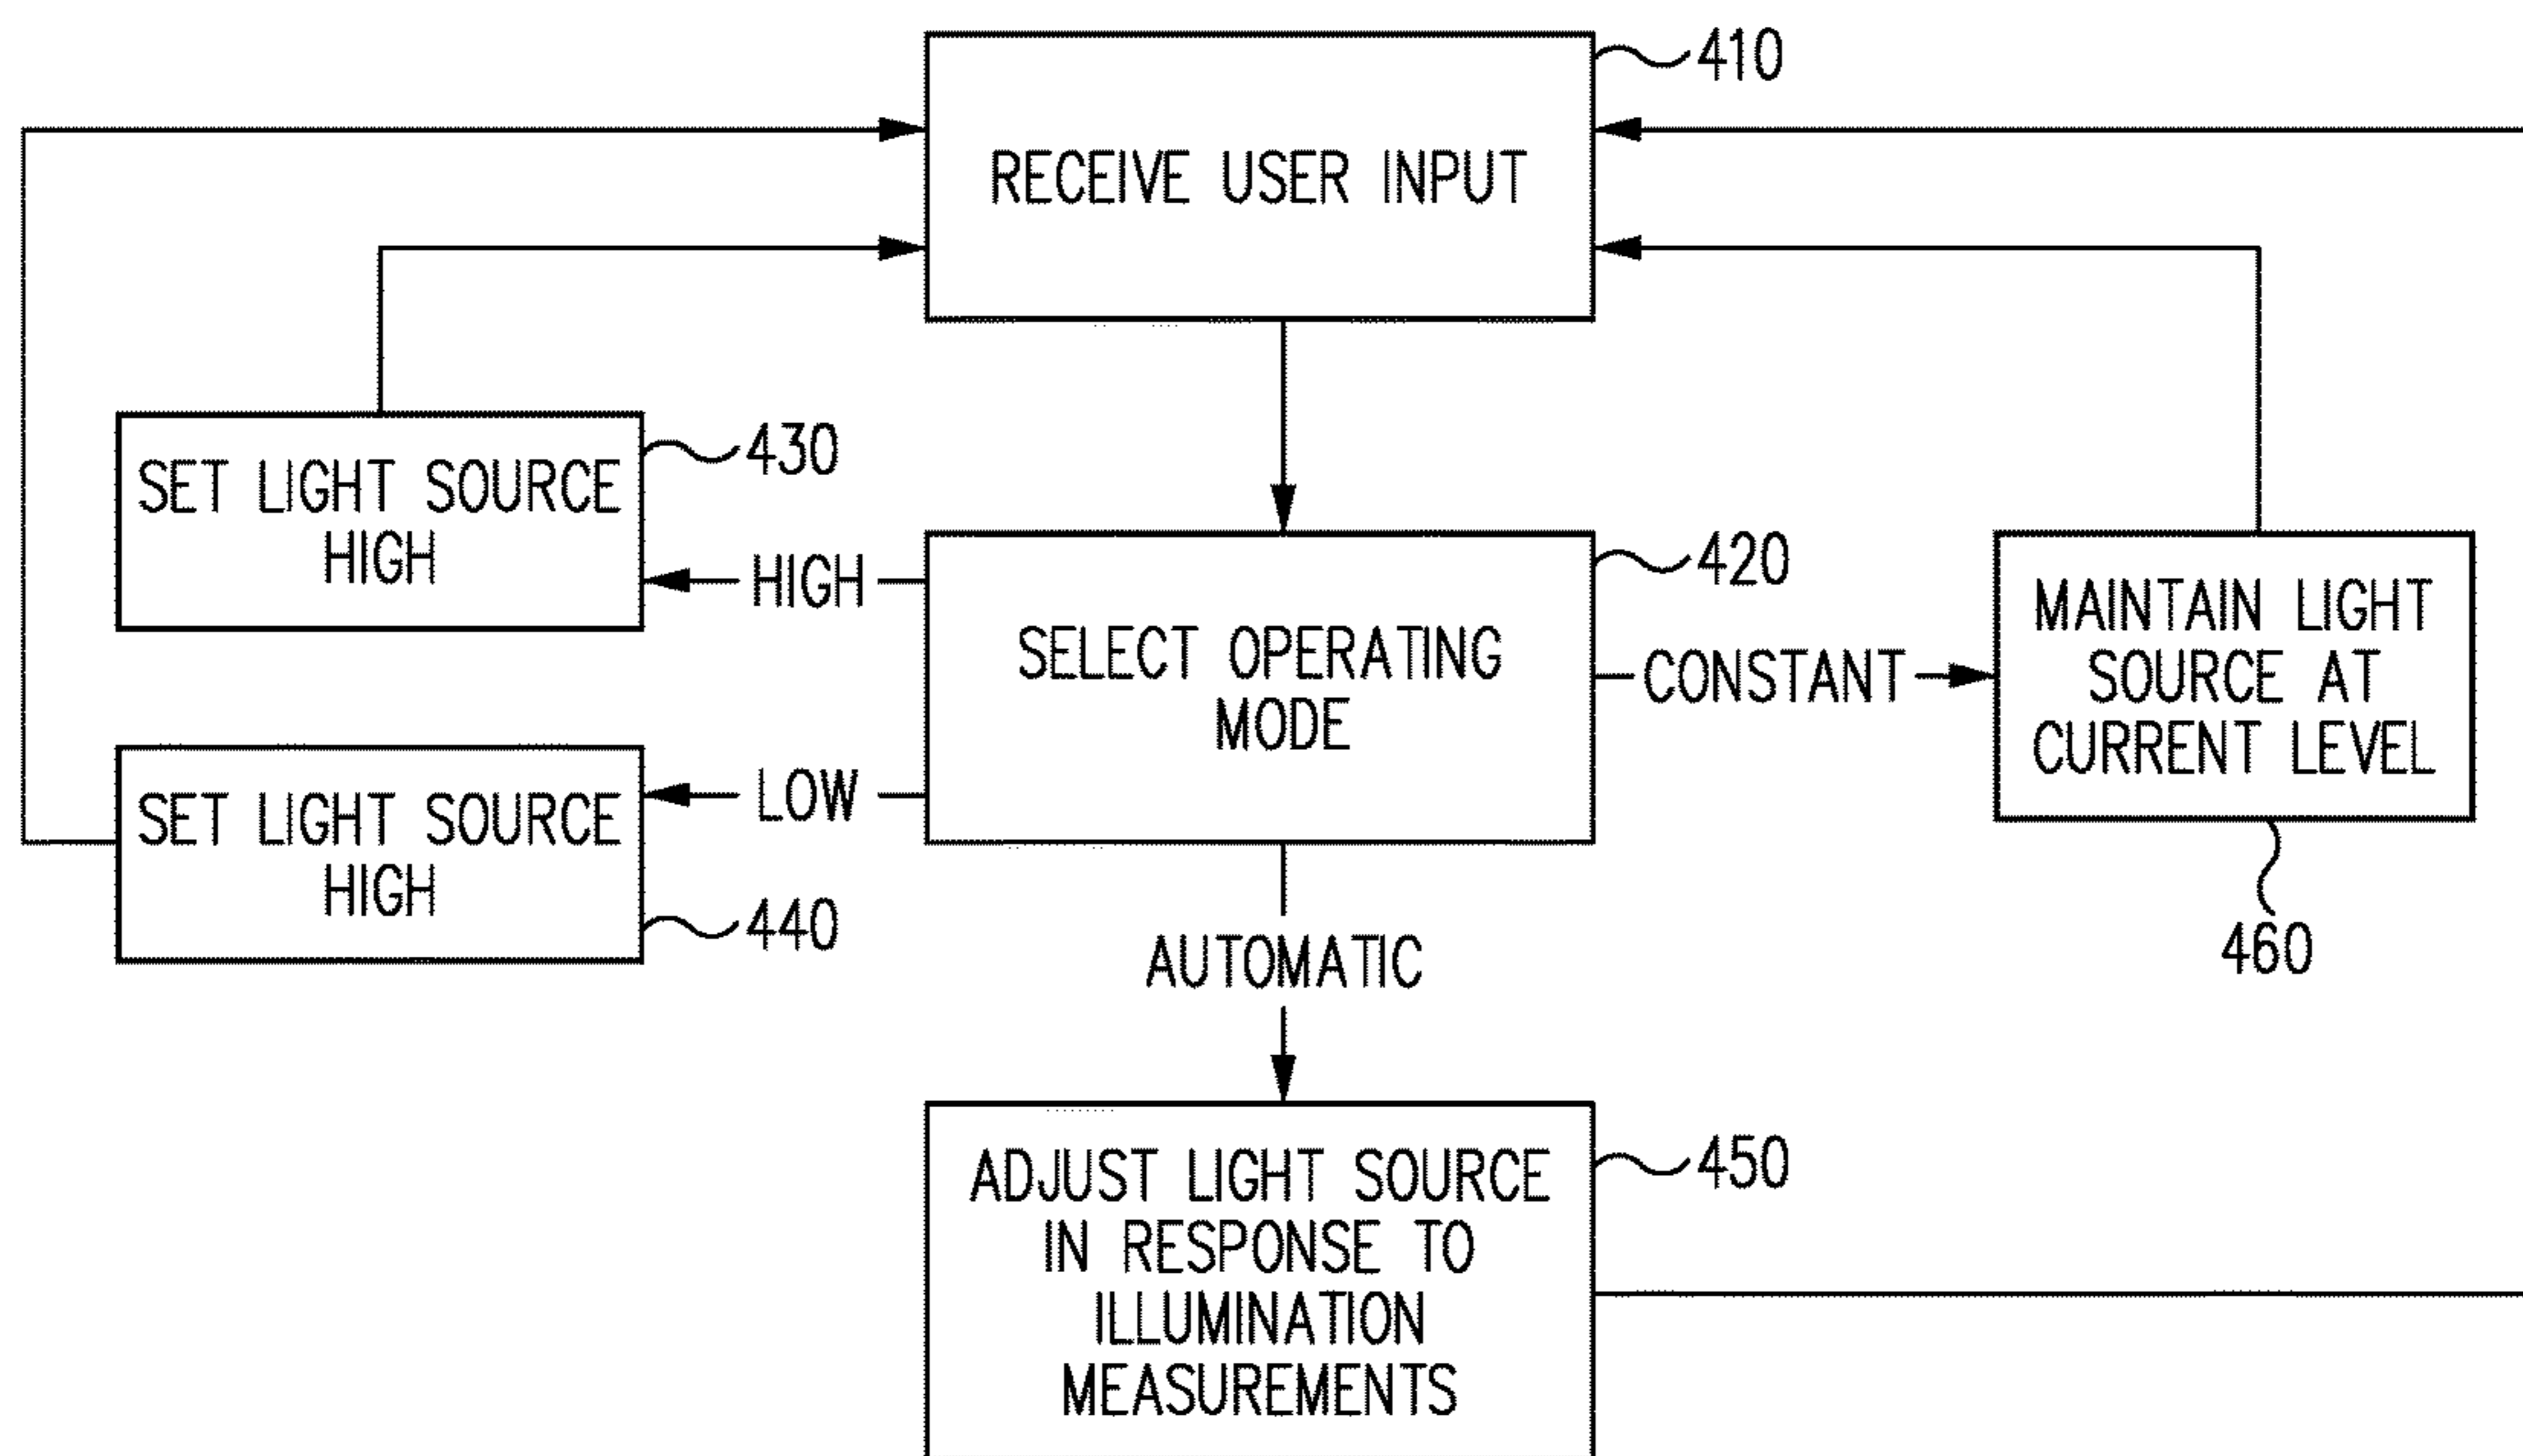 410
RECEIVE USER INPUT
430
SET LIGHT SOURCE
HIGH
HIGH
420
SELECT OPERATING
MODE
CONSTANT
MAINTAIN LIGHT
SOURCE AT
CURRENT LEVEL
460
LOW
SET LIGHT SOURCE
HIGH
440
AUTOMATIC
450
ADJUST LIGHT SOURCE
IN RESPONSE TO
ILLUMINATION
MEASUREMENTS